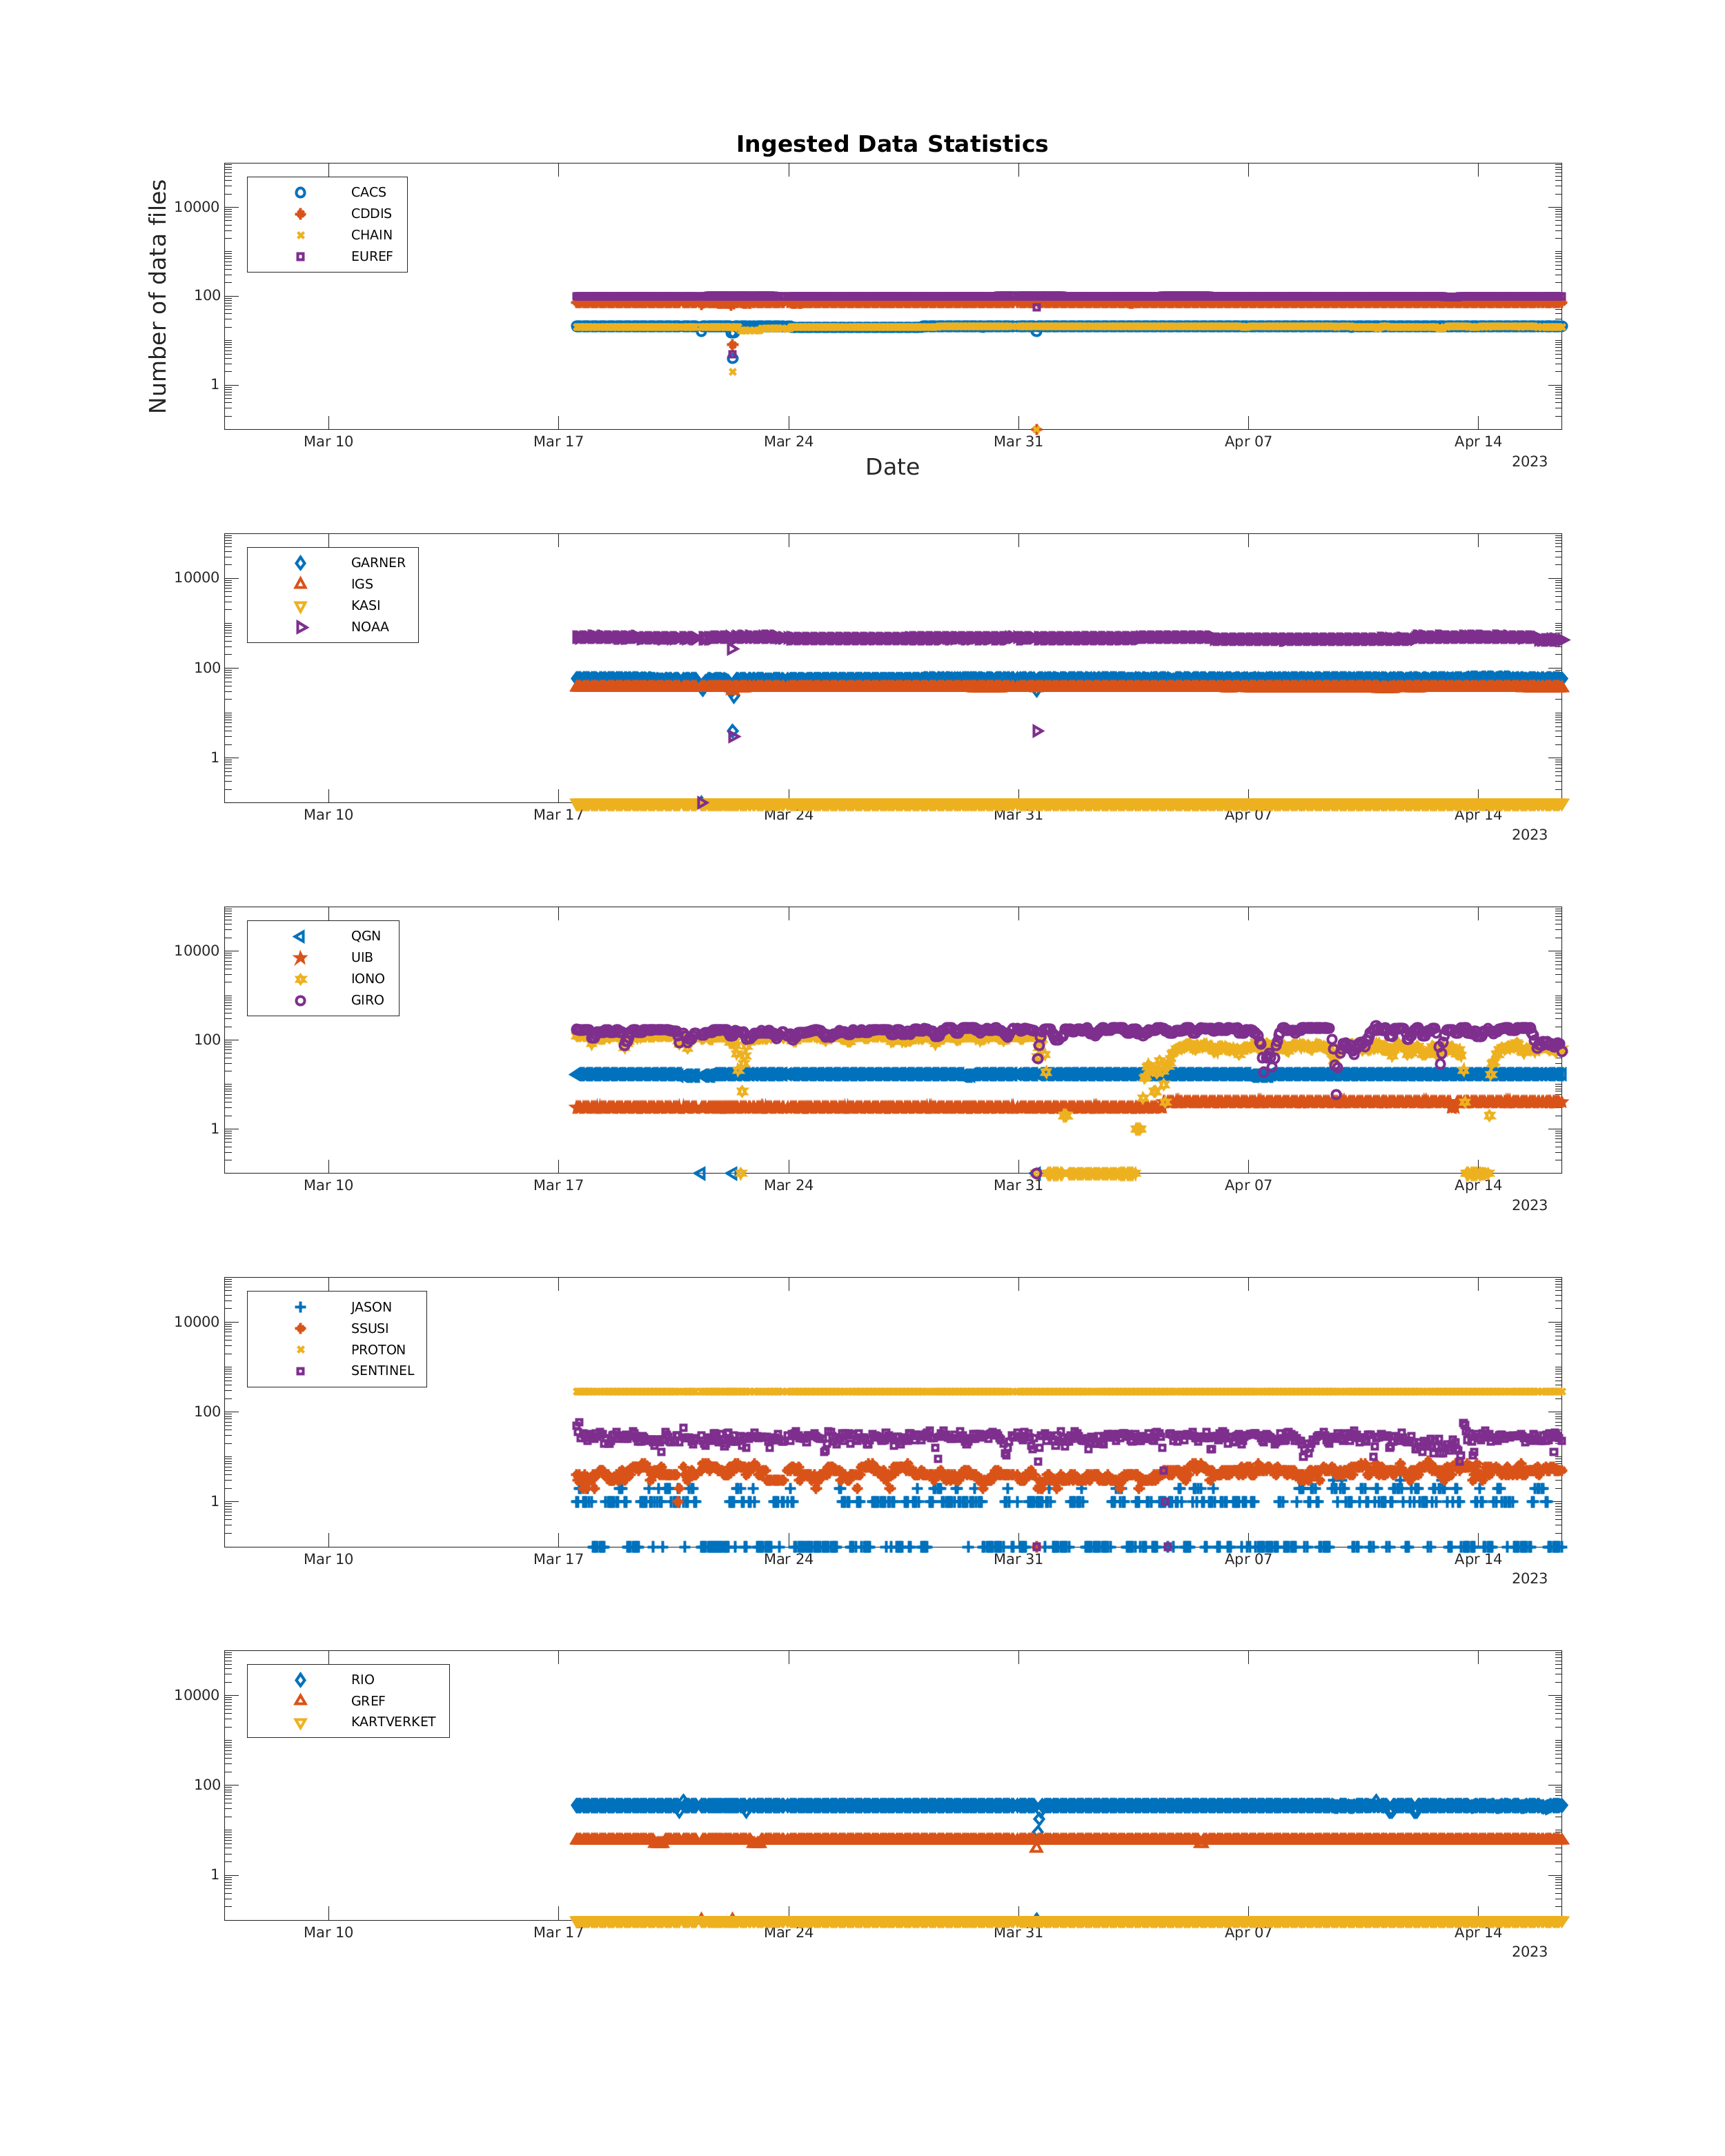 Ingested Data Statistics
Number of data files
CACS
CDDIS
CHAIN
EUREF
10000
100
1
Mar 10 Mar 17 Mar 24 Mar 31 Apr 07 Apr 14
2023
Date
GARNER
IGS
KASI
NOAA
10000
100
1
Mar 10 Mar 17 Mar 24 Mar 31 Apr 07 Apr 14
2023
QGN
UIB
IONO
GIRO
10000
100
1
Mar 10 Mar 17 Mar 24 Mar 31 Apr 07 Apr 14
2023
JASON
SSUSI
PROTON
SENTINEL
10000
100
1
Mar 10 Mar 17 Mar 24 Mar 31 Apr 07 Apr 14
2023
RIO
GREF
KARTVERKET
10000
100
1
Mar 10 Mar 17 Mar 24 Mar 31 Apr 07 Apr 14
2023